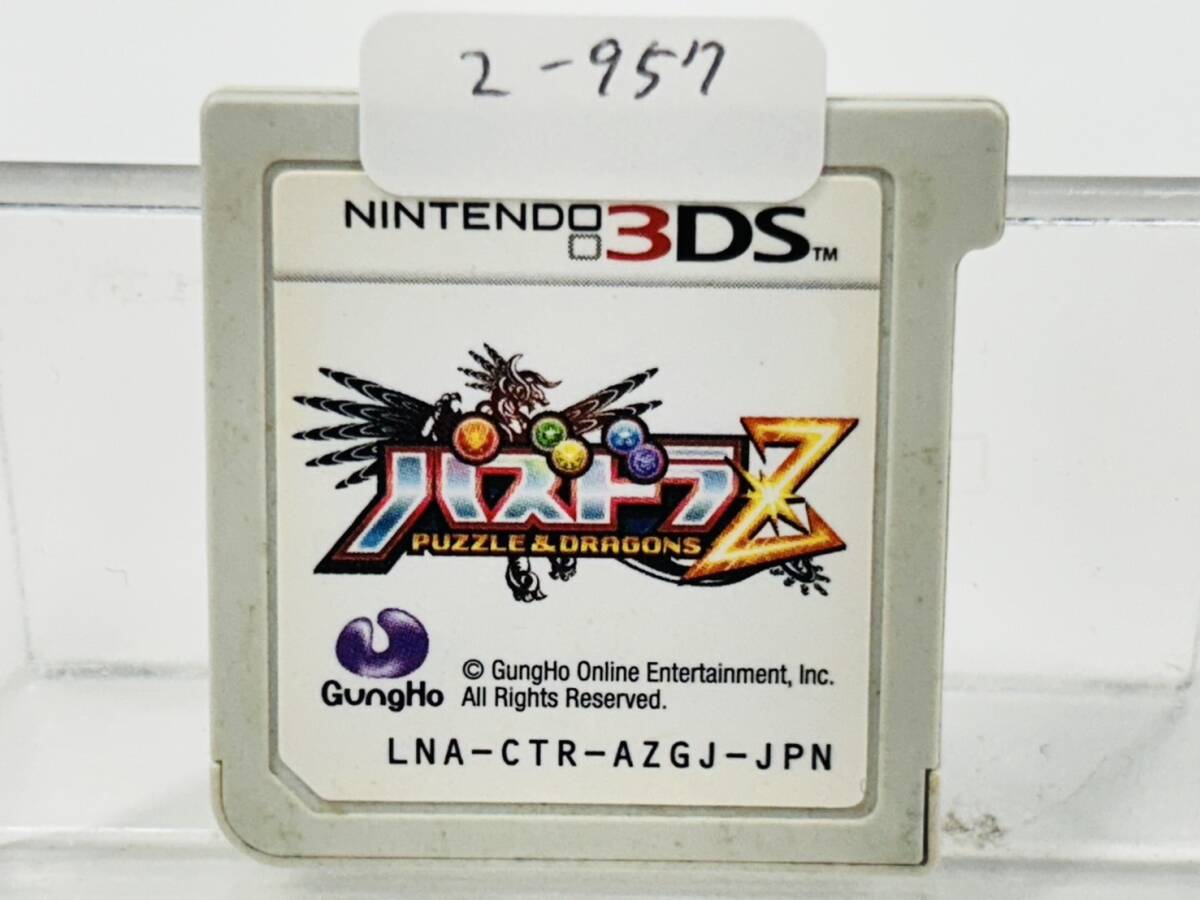 2-957
NINTENDO 3DS™
パズドラZ
PUZZLE & DRAGONS
GungHo
© GungHo Online Entertainment, Inc.
All Rights Reserved.
LNA-CTR-AZGJ-JPN